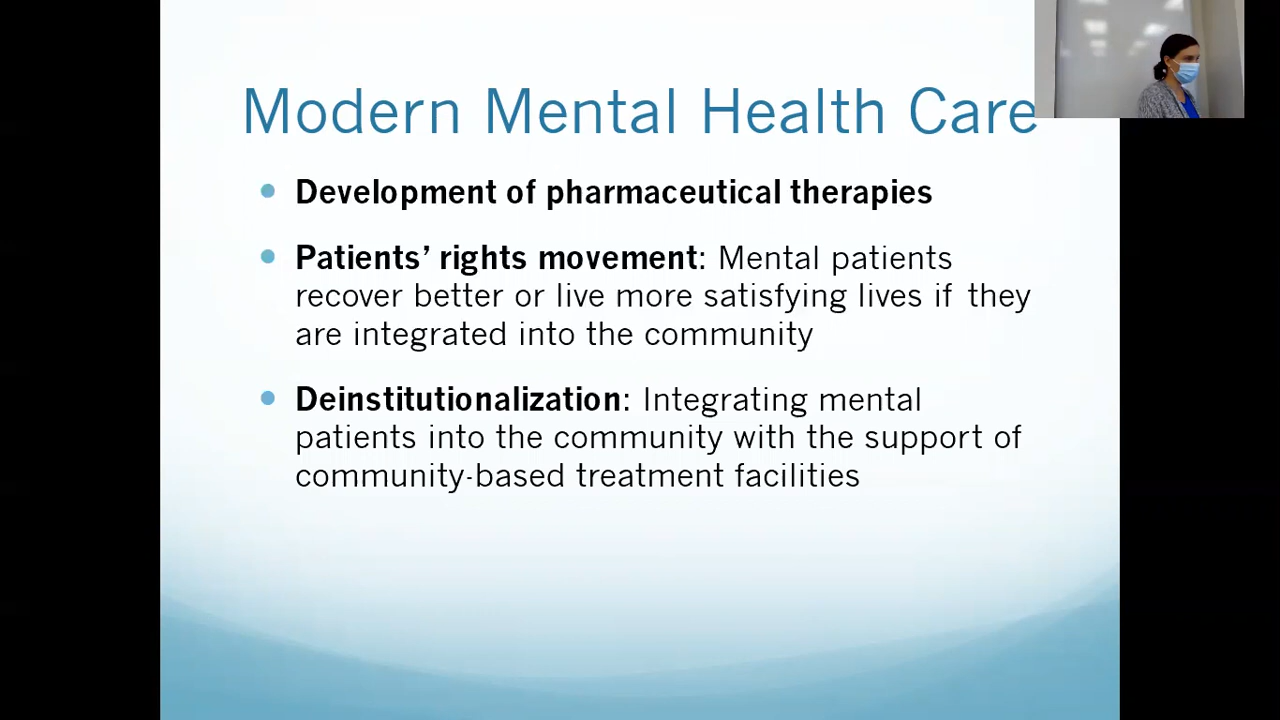 Modern Mental Health Care
• Development of pharmaceutical therapies
• Patients’ rights movement: Mental patients
recover better or live more satisfying lives if they
are integrated into the community
• Deinstitutionalization: Integrating mental
patients into the community with the support of
community-based treatment facilities